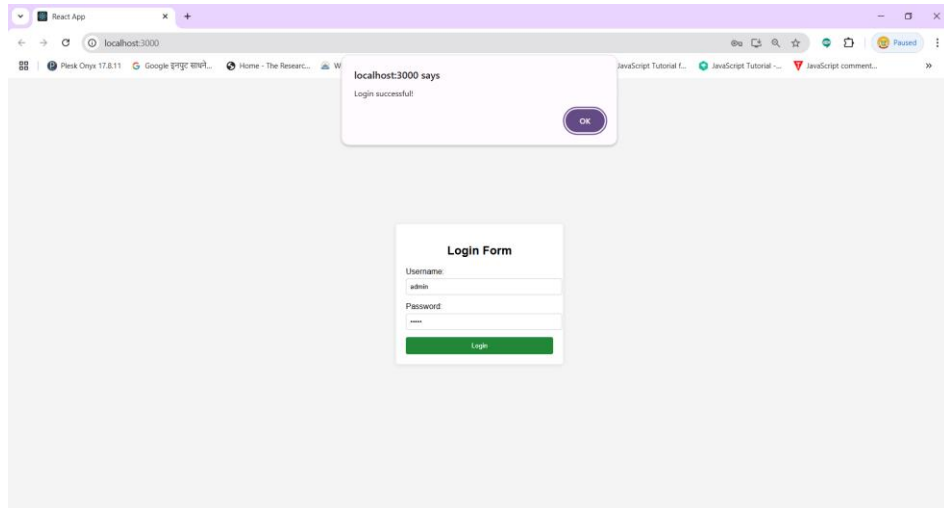 React App
localhost:3000
Paused
Plesk Onyx 17.8.11 G Google इनपुट साधने... Home - The Researc... W JavaScript Tutorial f... JavaScript Tutorial -... JavaScript comment...
localhost:3000 says
Login successful!
OK
Login Form
Username:
admin
Password:
Login